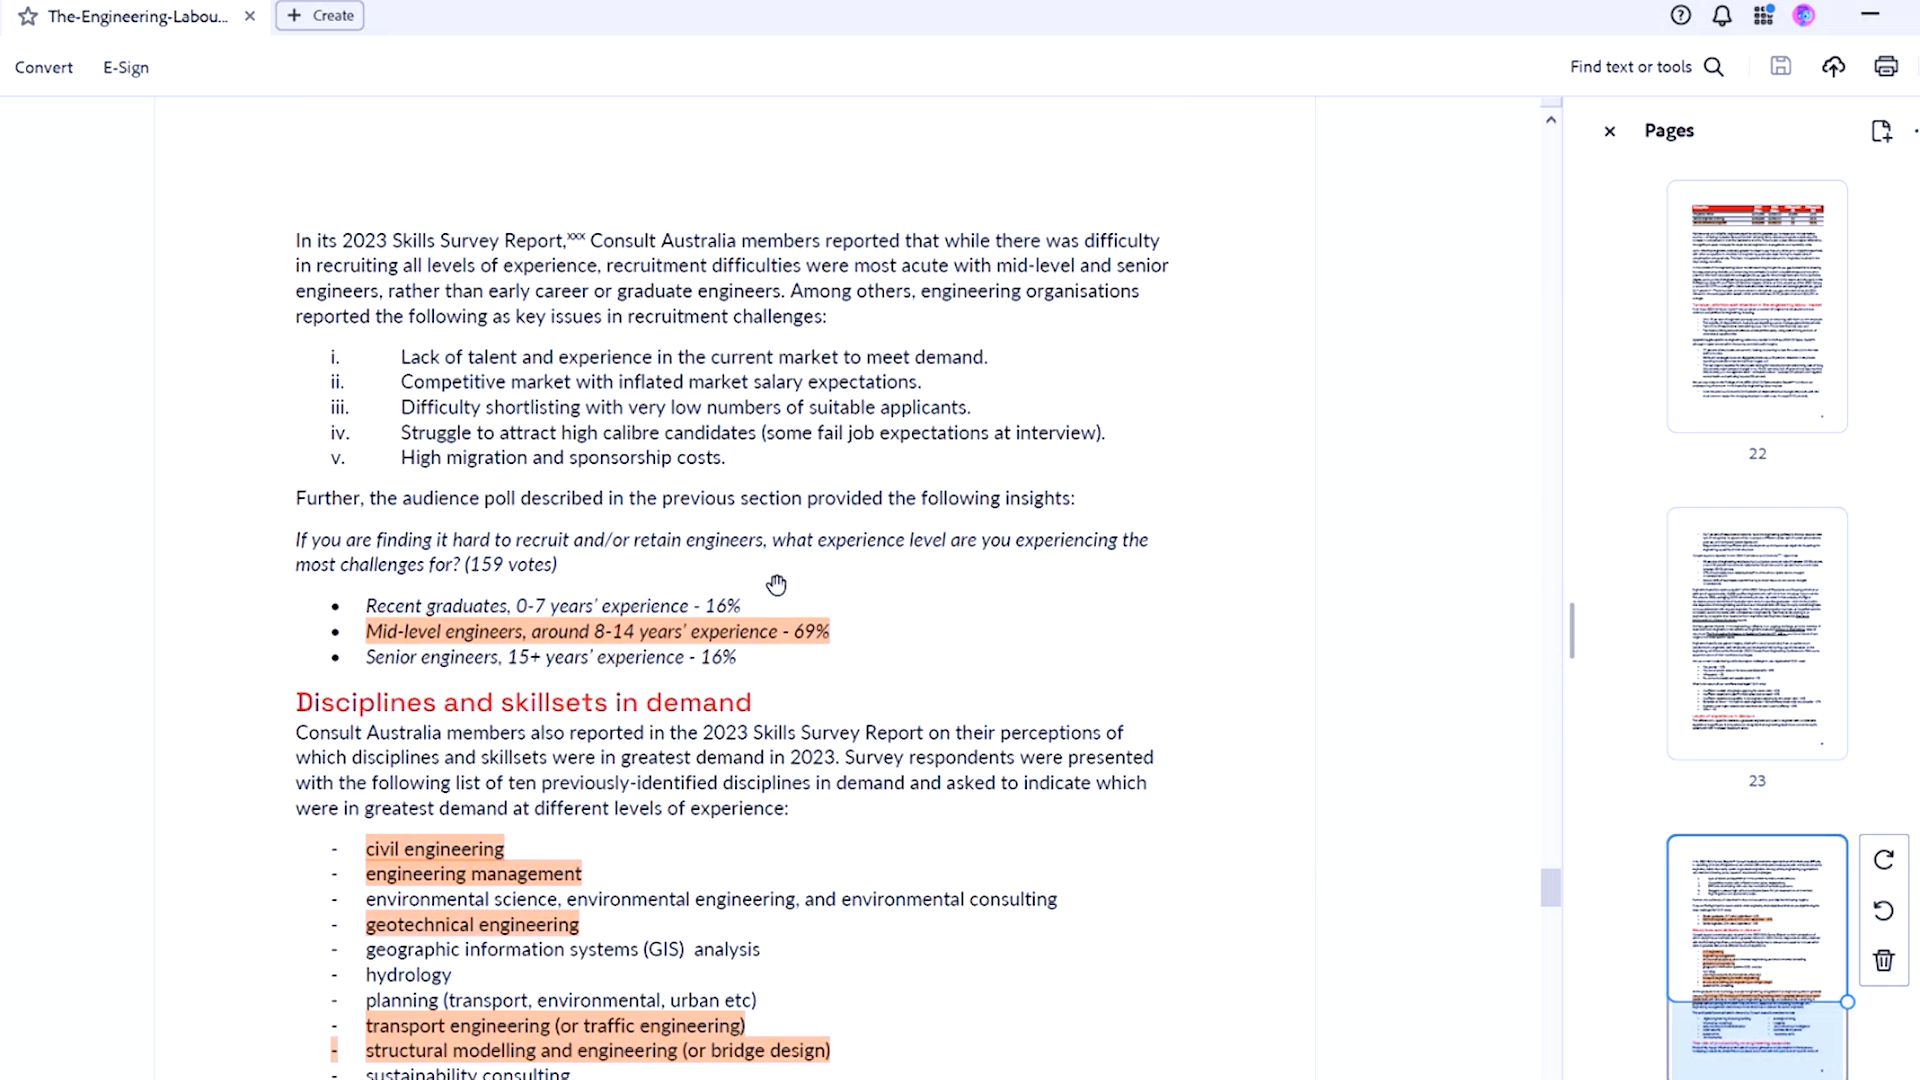 The-Engineering-Labou...
Create
Convert
E-Sign
Find text or tools
Pages
In its 2023 Skills Survey Report,xxx Consult Australia members reported that while there was difficulty
in recruiting all levels of experience, recruitment difficulties were most acute with mid-level and senior
engineers, rather than early career or graduate engineers. Among others, engineering organisations
reported the following as key issues in recruitment challenges:
i. Lack of talent and experience in the current market to meet demand.
ii. Competitive market with inflated market salary expectations.
iii. Difficulty shortlisting with very low numbers of suitable applicants.
iv. Struggle to attract high calibre candidates (some fail job expectations at interview).
v. High migration and sponsorship costs.
Further, the audience poll described in the previous section provided the following insights:
If you are finding it hard to recruit and/or retain engineers, what experience level are you experiencing the
most challenges for? (159 votes)
• Recent graduates, 0-7 years' experience - 16%
• Mid-level engineers, around 8-14 years' experience - 69%
• Senior engineers, 15+ years' experience - 16%
Disciplines and skillsets in demand
Consult Australia members also reported in the 2023 Skills Survey Report on their perceptions of
which disciplines and skillsets were in greatest demand in 2023. Survey respondents were presented
with the following list of ten previously-identified disciplines in demand and asked to indicate which
were in greatest demand at different levels of experience:
- civil engineering
- engineering management
- environmental science, environmental engineering, and environmental consulting
- geotechnical engineering
- geographic information systems (GIS) analysis
- hydrology
- planning (transport, environmental, urban etc)
- transport engineering (or traffic engineering)
- structural modelling and engineering (or bridge design)
- sustainability consulting
22
23